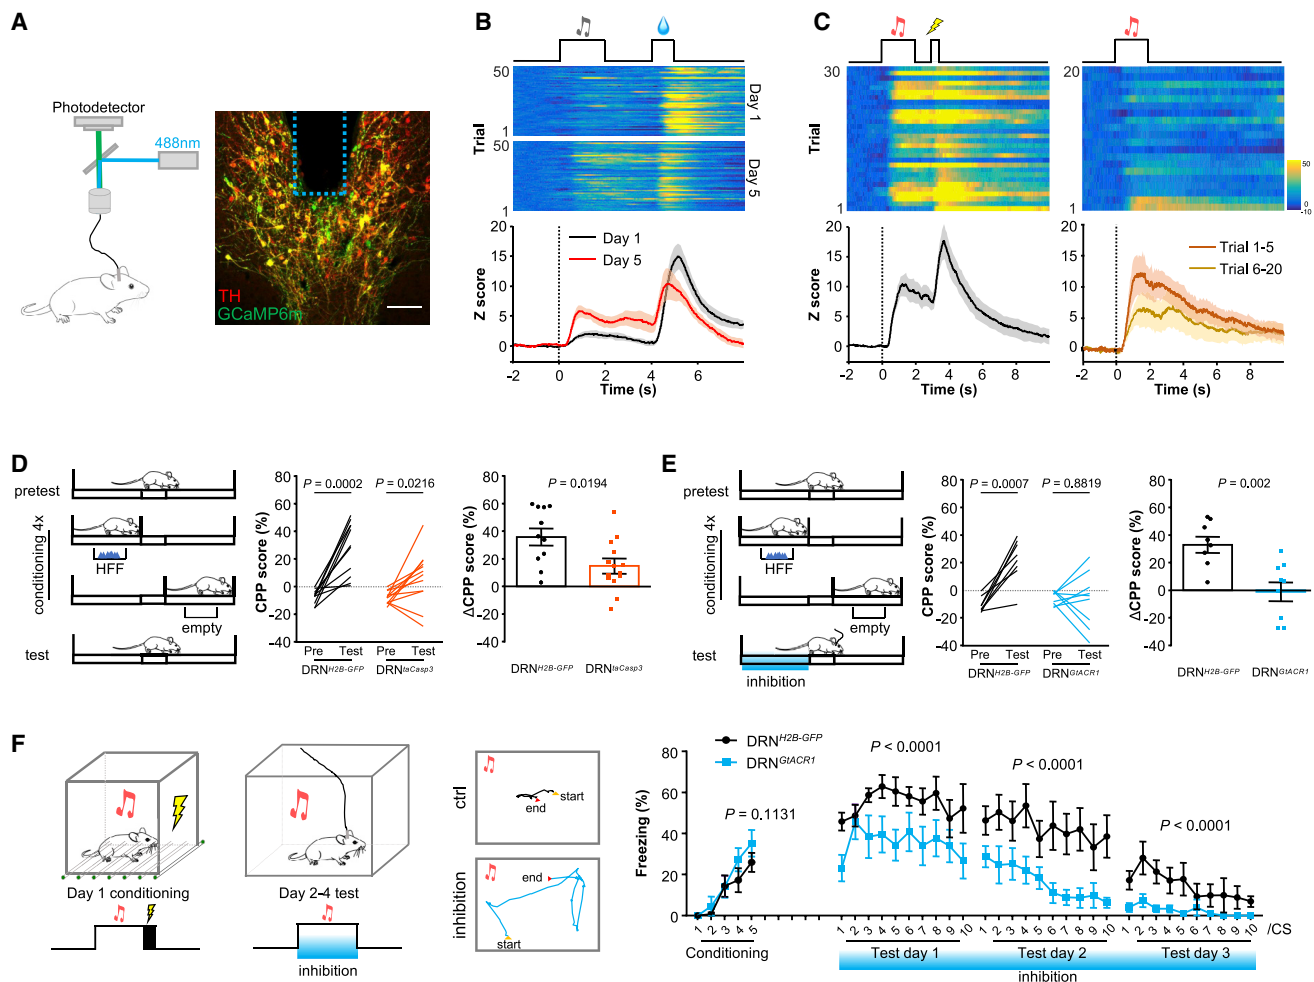 A
Photodetector
488nm
TH
GCaMP6m
B
50
1
50
1
Trial
Day 1
Day 5
Z score
20
15
10
5
0
Day 1
Day 5
-2 0 2 4 6
Time (s)
C
30
1
Trial
Z score
20
15
10
5
0
-2 0 2 4 6 8 10
Time (s)
20
1
50
0
-10
20
15
10
5
0
Trial 1-5
Trial 6-20
-2 0 2 4 6 8 10
Time (s)
D
pretest
conditioning 4x
HFF
empty
test
CPP score (%)
80
60
40
20
0
-20
-40
P = 0.0002 P = 0.0216
Pre Test Pre Test
DRNH2B-GFP DRNtaCasp3
ΔCPP score (%)
80
60
40
20
0
-20
-40
P = 0.0194
DRNH2B-GFP DRNtaCasp3
E
pretest
conditioning 4x
HFF
empty
test
inhibition
CPP score (%)
80
60
40
20
0
-20
-40
P = 0.0007 P = 0.8819
Pre Test Pre Test
DRNH2B-GFP DRNGtACR1
ΔCPP score (%)
80
60
40
20
0
-20
-40
P = 0.002
DRNH2B-GFP DRNGtACR1
F
Day 1 conditioning
Day 2-4 test
inhibition
ctrl
start
end
inhibition
end
start
Freezing (%)
80
60
40
20
0
DRNH2B-GFP
DRNGtACR1
P = 0.1131
P < 0.0001
P < 0.0001
P < 0.0001
1 2 3 4 5 1 2 3 4 5 6 7 8 9 10 1 2 3 4 5 6 7 8 9 10 1 2 3 4 5 6 7 8 9 10 /CS
Conditioning Test day 1 Test day 2 Test day 3
inhibition